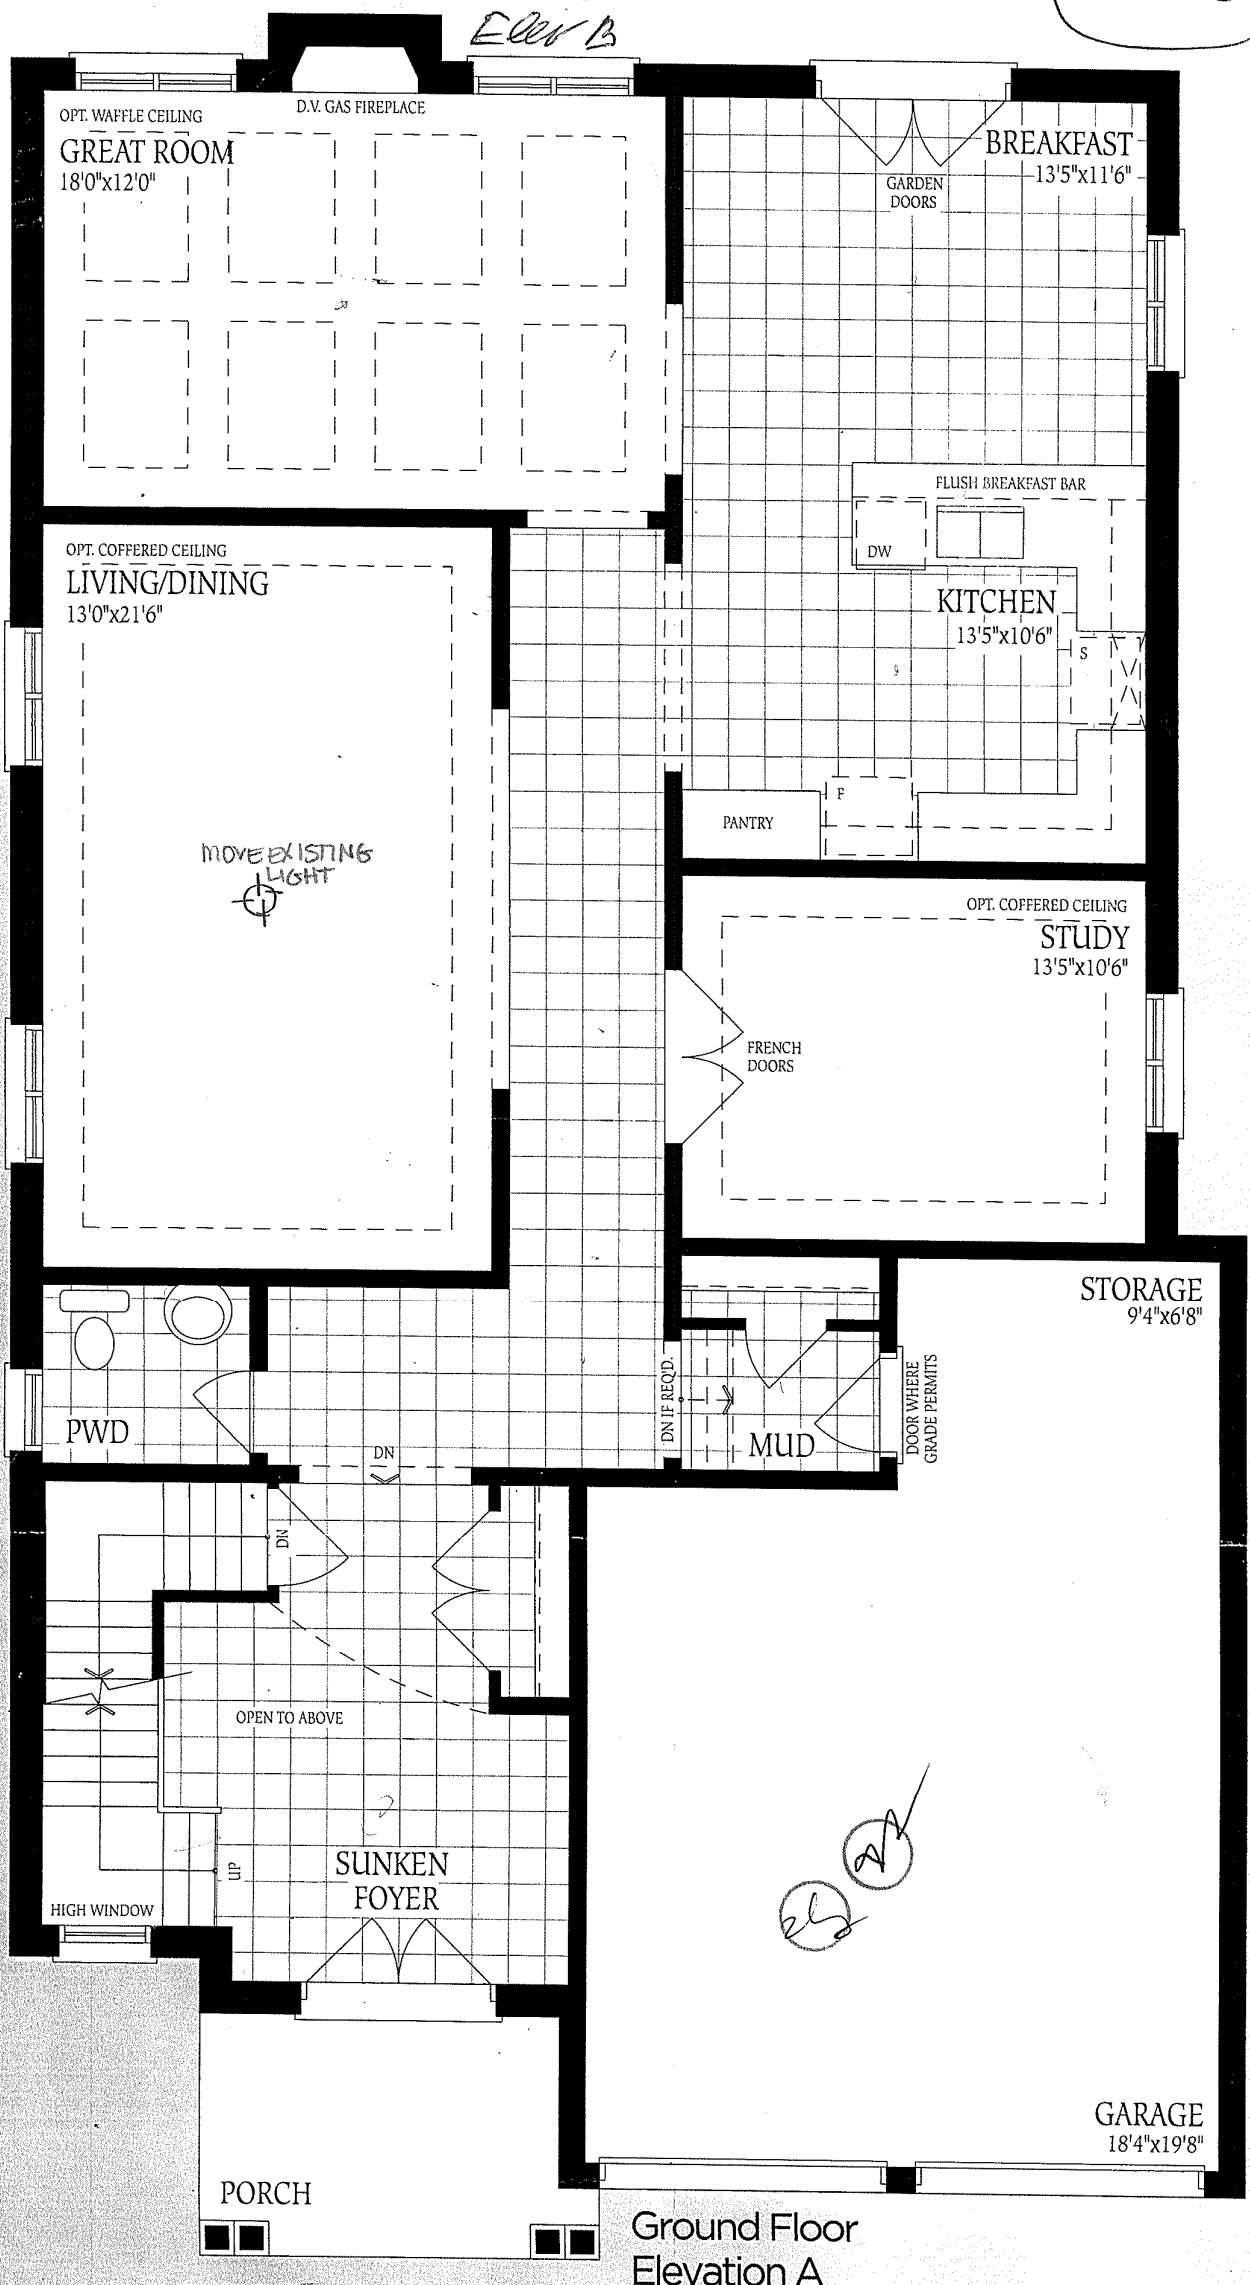 Elev B
OPT. WAFFLE CEILING
GREAT ROOM
18'0"x12'0"
D.V. GAS FIREPLACE
BREAKFAST
13'5"x11'6"
GARDEN
DOORS
FLUSH BREAKFAST BAR
DW
KITCHEN
13'5"x10'6"
S
F
PANTRY
OPT. COFFERED CEILING
LIVING/DINING
13'0"x21'6"
MOVE EXISTING
LIGHT
OPT. COFFERED CEILING
STUDY
13'5"x10'6"
FRENCH
DOORS
STORAGE
9'4"x6'8"
PWD
DN
DN IF REQ'D.
MUD
DOOR WHERE
GRADE PERMITS
DN
OPEN TO ABOVE
UP
SUNKEN
FOYER
HIGH WINDOW
GARAGE
18'4"x19'8"
PORCH
Ground Floor
Elevation A